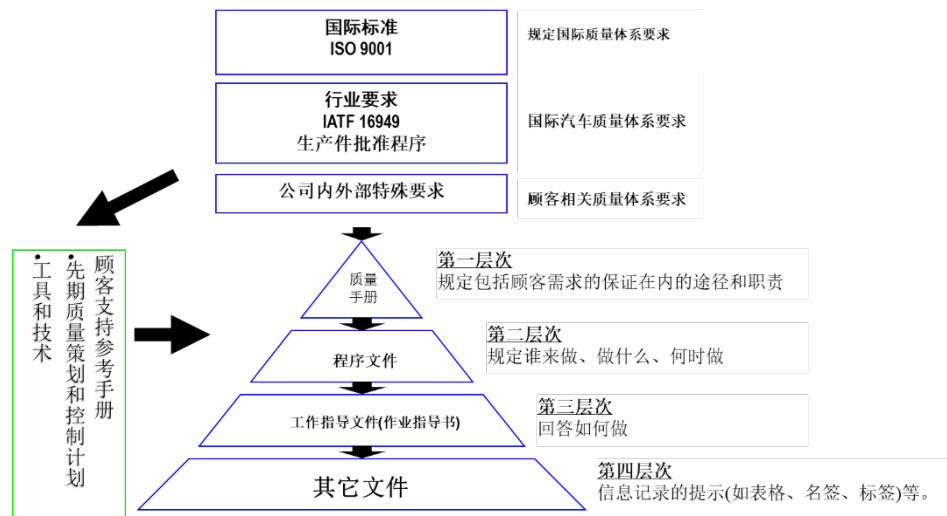 国际标准
ISO 9001
规定国际质量体系要求
行业要求
IATF 16949
生产件批准程序
国际汽车质量体系要求
公司内外部特殊要求
顾客相关质量体系要求
顾客支持参考手册
•先期质量策划和控制计划
•工具和技术
质量
手册
第一层次
规定包括顾客需求的保证在内的途径和职责
程序文件
第二层次
规定谁来做、做什么、何时做
工作指导文件(作业指导书)
第三层次
回答如何做
其它文件
第四层次
信息记录的提示(如表格、名签、标签)等。